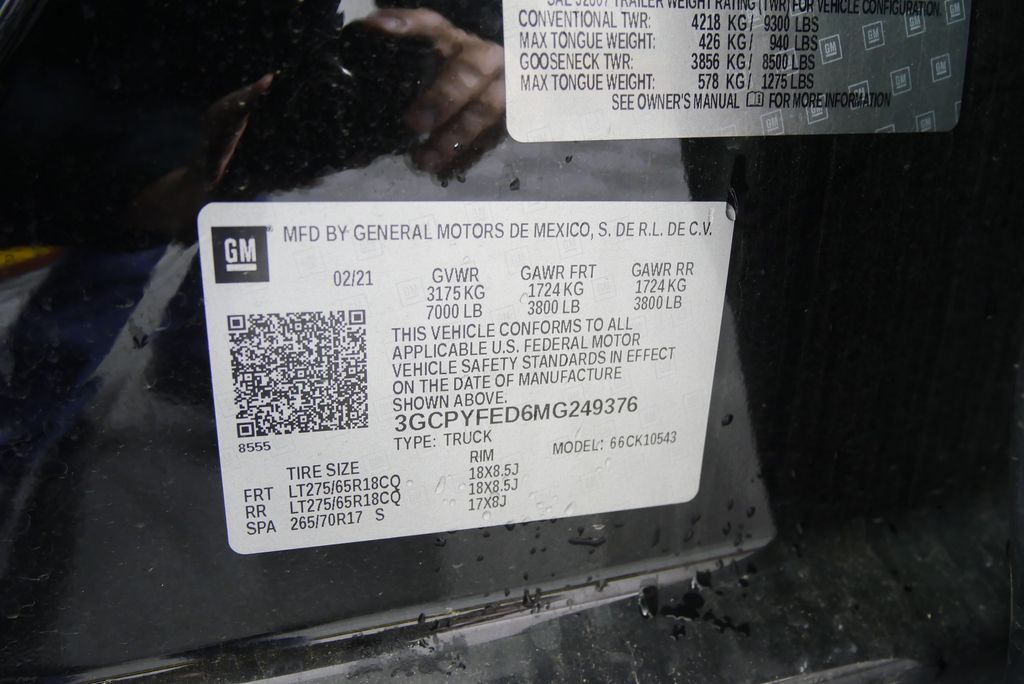 SAE J2807 TRAILER WEIGHT RATING (TWR) FOR VEHICLE CONFIGURATION.
CONVENTIONAL TWR: 4218 KG/ 9300 LBS
MAX TONGUE WEIGHT: 426 KG/ 940 LBS
GOOSENECK TWR: 3856 KG/ 8500 LBS
MAX TONGUE WEIGHT: 578 KG/ 1275 LBS
SEE OWNER'S MANUAL FOR MORE INFORMATION
GM MFD BY GENERAL MOTORS DE MEXICO, S. DE R.L. DE C.V.
02/21 GVWR GAWR FRT GAWR RR
3175 KG 1724 KG 1724 KG
7000 LB 3800 LB 3800 LB
THIS VEHICLE CONFORMS TO ALL
APPLICABLE U.S. FEDERAL MOTOR
VEHICLE SAFETY STANDARDS IN EFFECT
ON THE DATE OF MANUFACTURE
SHOWN ABOVE.
3GCPYFED6MG249376
8555 TYPE: TRUCK MODEL: 66CK10543
TIRE SIZE RIM
FRT LT275/65R18CQ 18X8.5J
RR LT275/65R18CQ 18X8.5J
SPA 265/70R17 S 17X8J